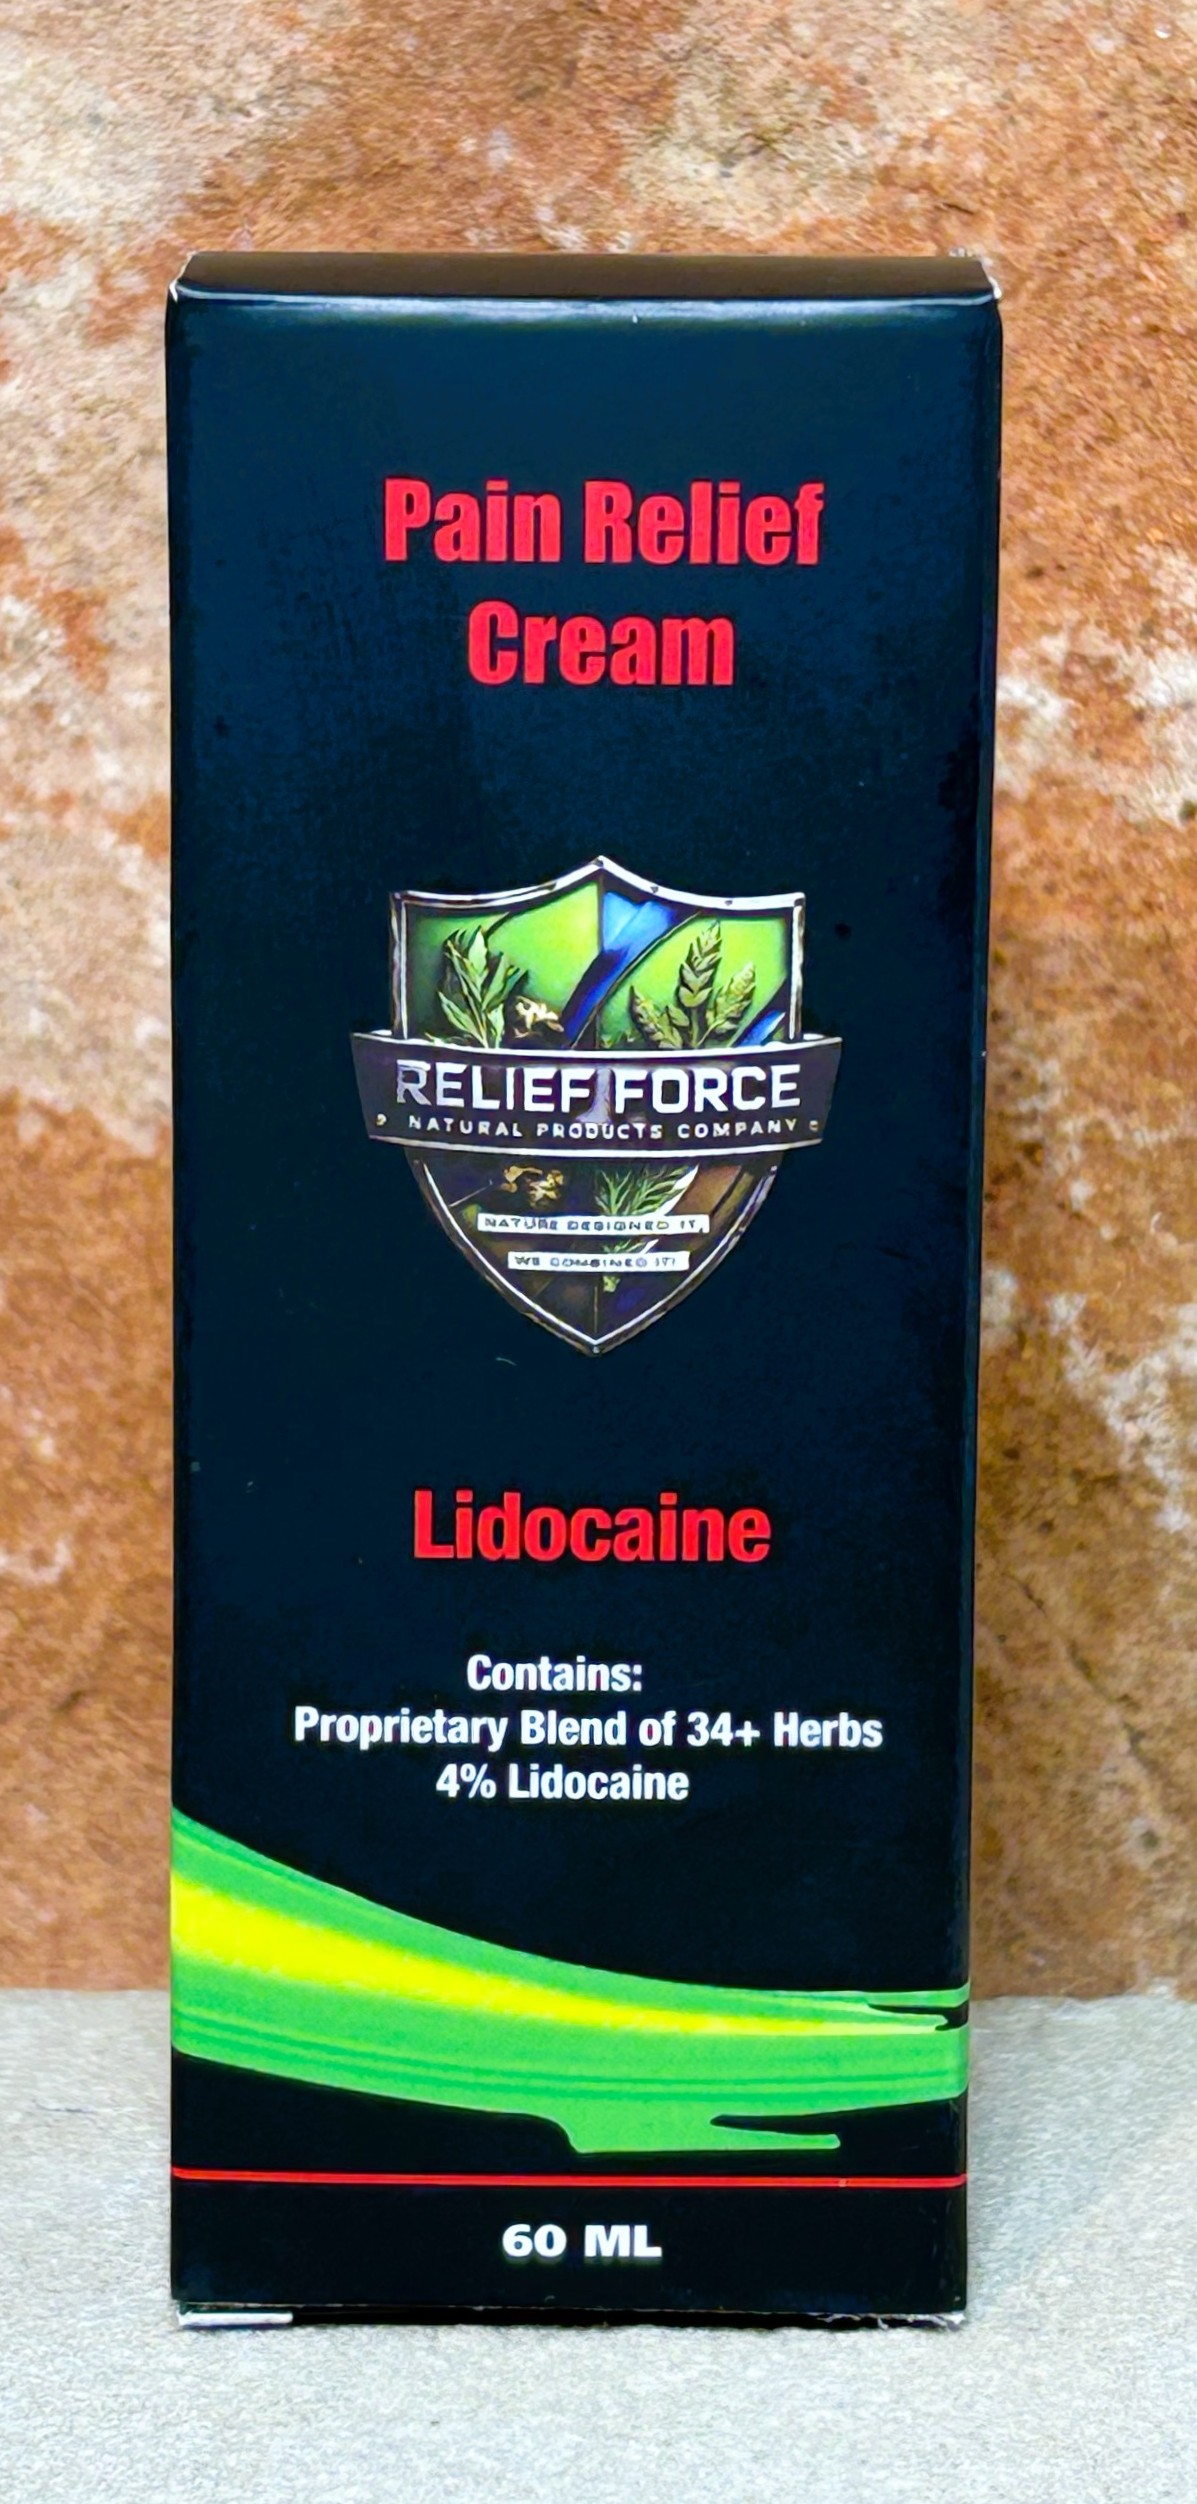 Pain Relief
Cream
RELIEF FORCE
NATURAL PRODUCTS COMPANY
NATURE DESIGNED IT,
WE COMBINED IT!
Lidocaine
Contains:
Proprietary Blend of 34+ Herbs
4% Lidocaine
60 ML